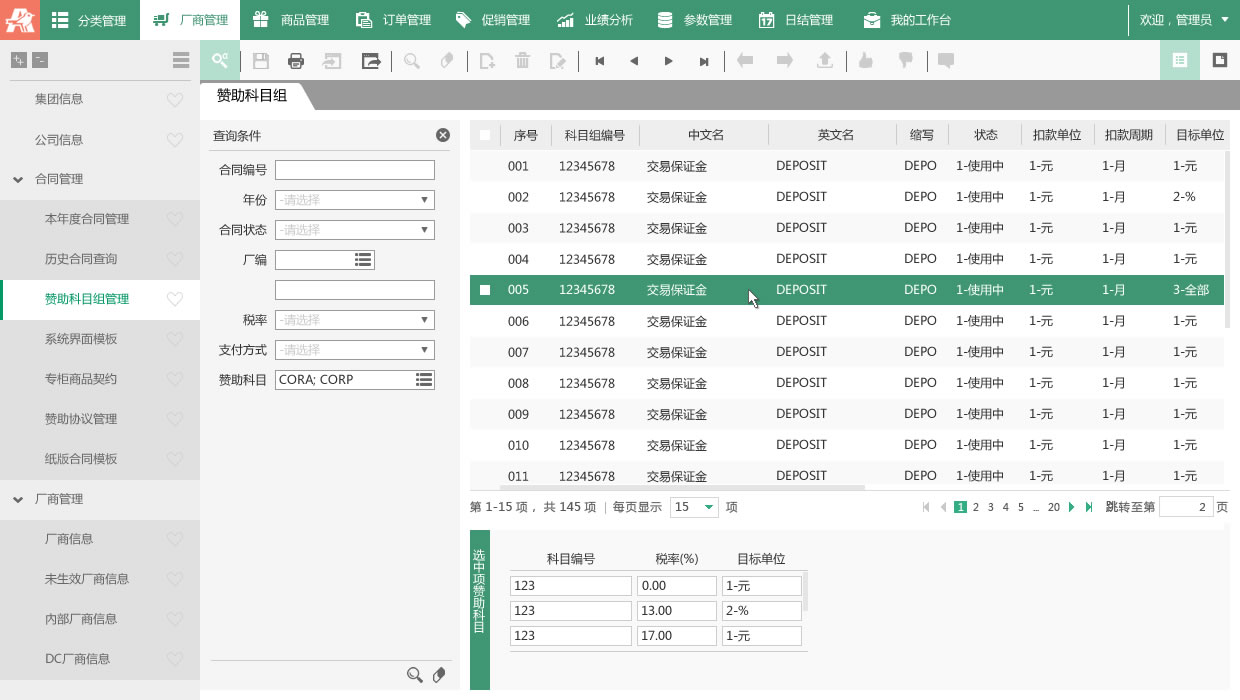 分类管理 厂商管理 商品管理 订单管理 促销管理 业绩分析 参数管理 日结管理 我的工作台 欢迎，管理员
集团信息
公司信息
合同管理
本年度合同管理
历史合同查询
赞助科目组管理
系统界面模板
专柜商品契约
赞助协议管理
纸版合同模板
厂商管理
厂商信息
未生效厂商信息
内部厂商信息
DC厂商信息
赞助科目组
查询条件
合同编号
年份 -请选择
合同状态 -请选择
厂编
税率 -请选择
支付方式 -请选择
赞助科目 CORA; CORP
序号 科目组编号 中文名 英文名 缩写 状态 扣款单位 扣款周期 目标单位
001 12345678 交易保证金 DEPOSIT DEPO 1-使用中 1-元 1-月 1-元
002 12345678 交易保证金 DEPOSIT DEPO 1-使用中 1-元 1-月 2-%
003 12345678 交易保证金 DEPOSIT DEPO 1-使用中 1-元 1-月 1-元
004 12345678 交易保证金 DEPOSIT DEPO 1-使用中 1-元 1-月 1-元
005 12345678 交易保证金 DEPOSIT DEPO 1-使用中 1-元 1-月 3-全部
006 12345678 交易保证金 DEPOSIT DEPO 1-使用中 1-元 1-月 1-元
007 12345678 交易保证金 DEPOSIT DEPO 1-使用中 1-元 1-月 1-元
008 12345678 交易保证金 DEPOSIT DEPO 1-使用中 1-元 1-月 1-元
009 12345678 交易保证金 DEPOSIT DEPO 1-使用中 1-元 1-月 1-元
010 12345678 交易保证金 DEPOSIT DEPO 1-使用中 1-元 1-月 1-元
011 12345678 交易保证金 DEPOSIT DEPO 1-使用中 1-元 1-月 1-元
第 1-15 项，共 145 项 | 每页显示 15 项 1 2 3 4 5 ... 20 跳转至第 2 页
选中项赞助科目
科目编号 税率(%) 目标单位
123 0.00 1-元
123 13.00 2-%
123 17.00 1-元